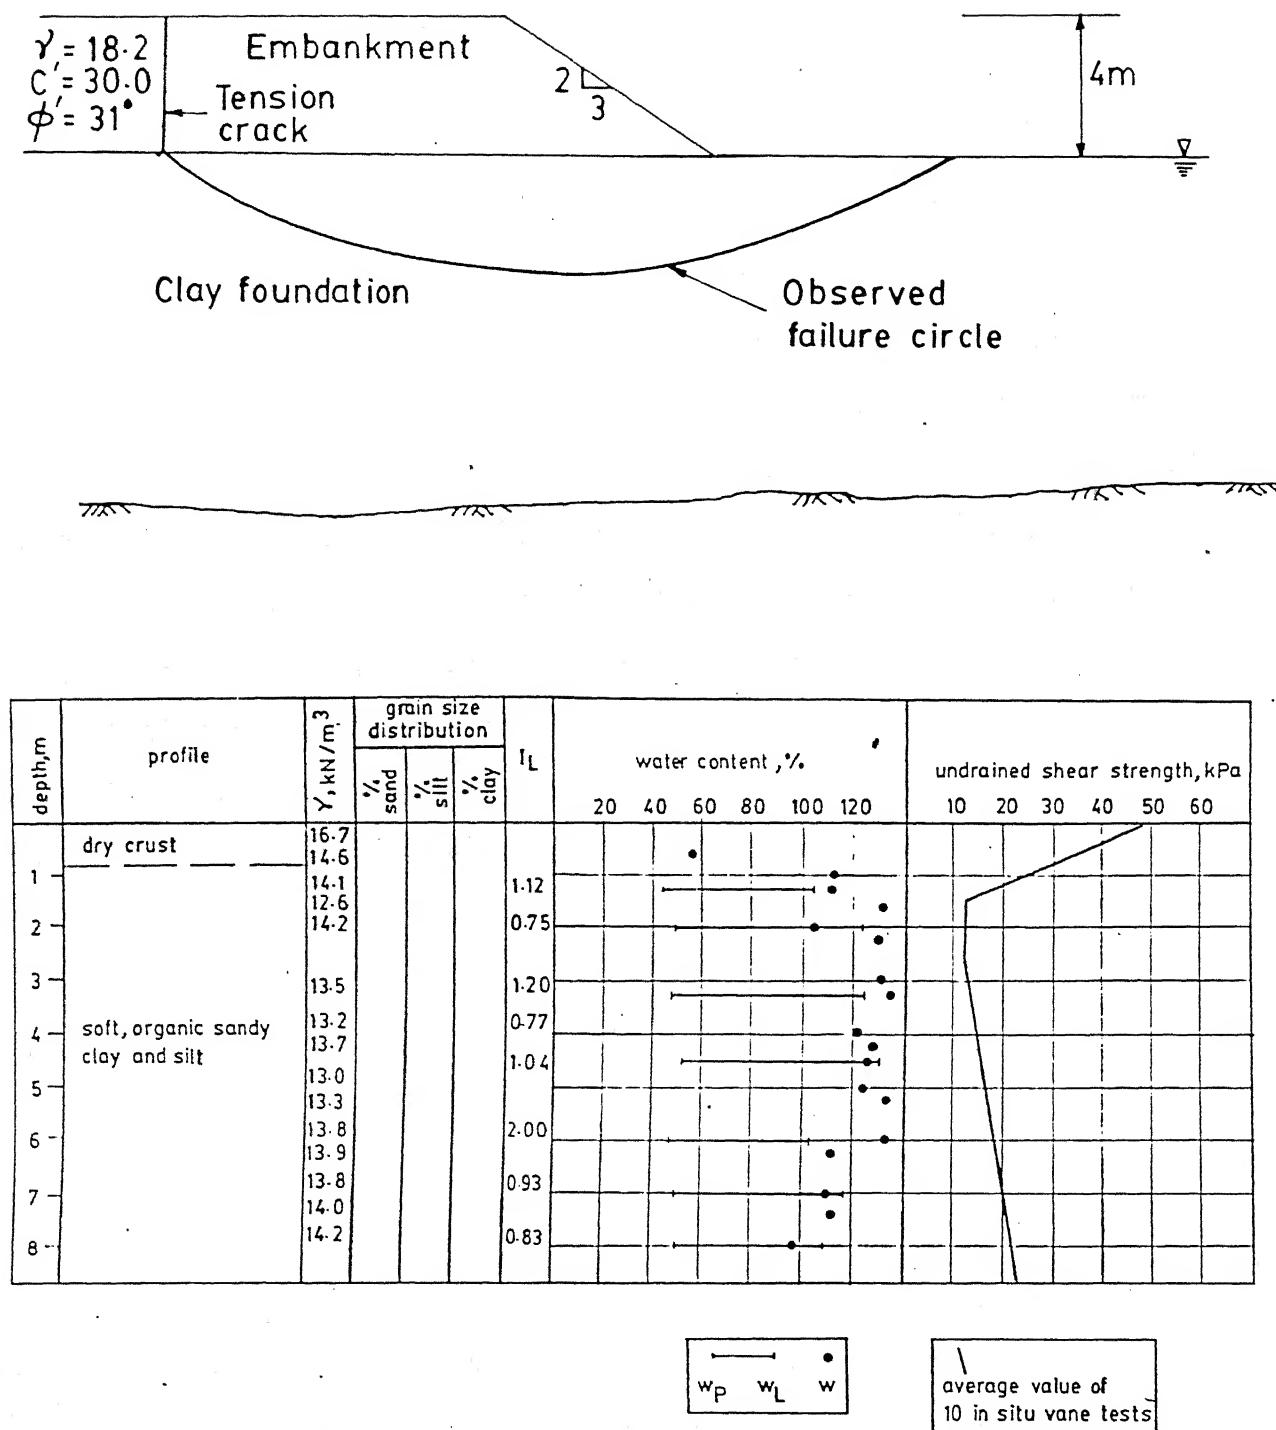 γ = 18.2
C' = 30.0
φ' = 31°
Embankment
Tension
crack
2
3
4m
Clay foundation
Observed
failure circle
depth,m
profile
γ, kN/m³
grain size
distribution
% sand
% silt
% clay
I_L
water content, %
20 40 60 80 100 120
undrained shear strength, kPa
10 20 30 40 50 60
dry crust
16.7
14.6
1
14.1
1.12
12.6
2
14.2
0.75
3
13.5
1.20
13.2
0.77
4
soft, organic sandy
clay and silt
13.7
1.04
13.0
5
13.3
13.8
2.00
6
13.9
13.8
0.93
7
14.0
14.2
0.83
8
w_P w_L w
average value of
10 in situ vane tests